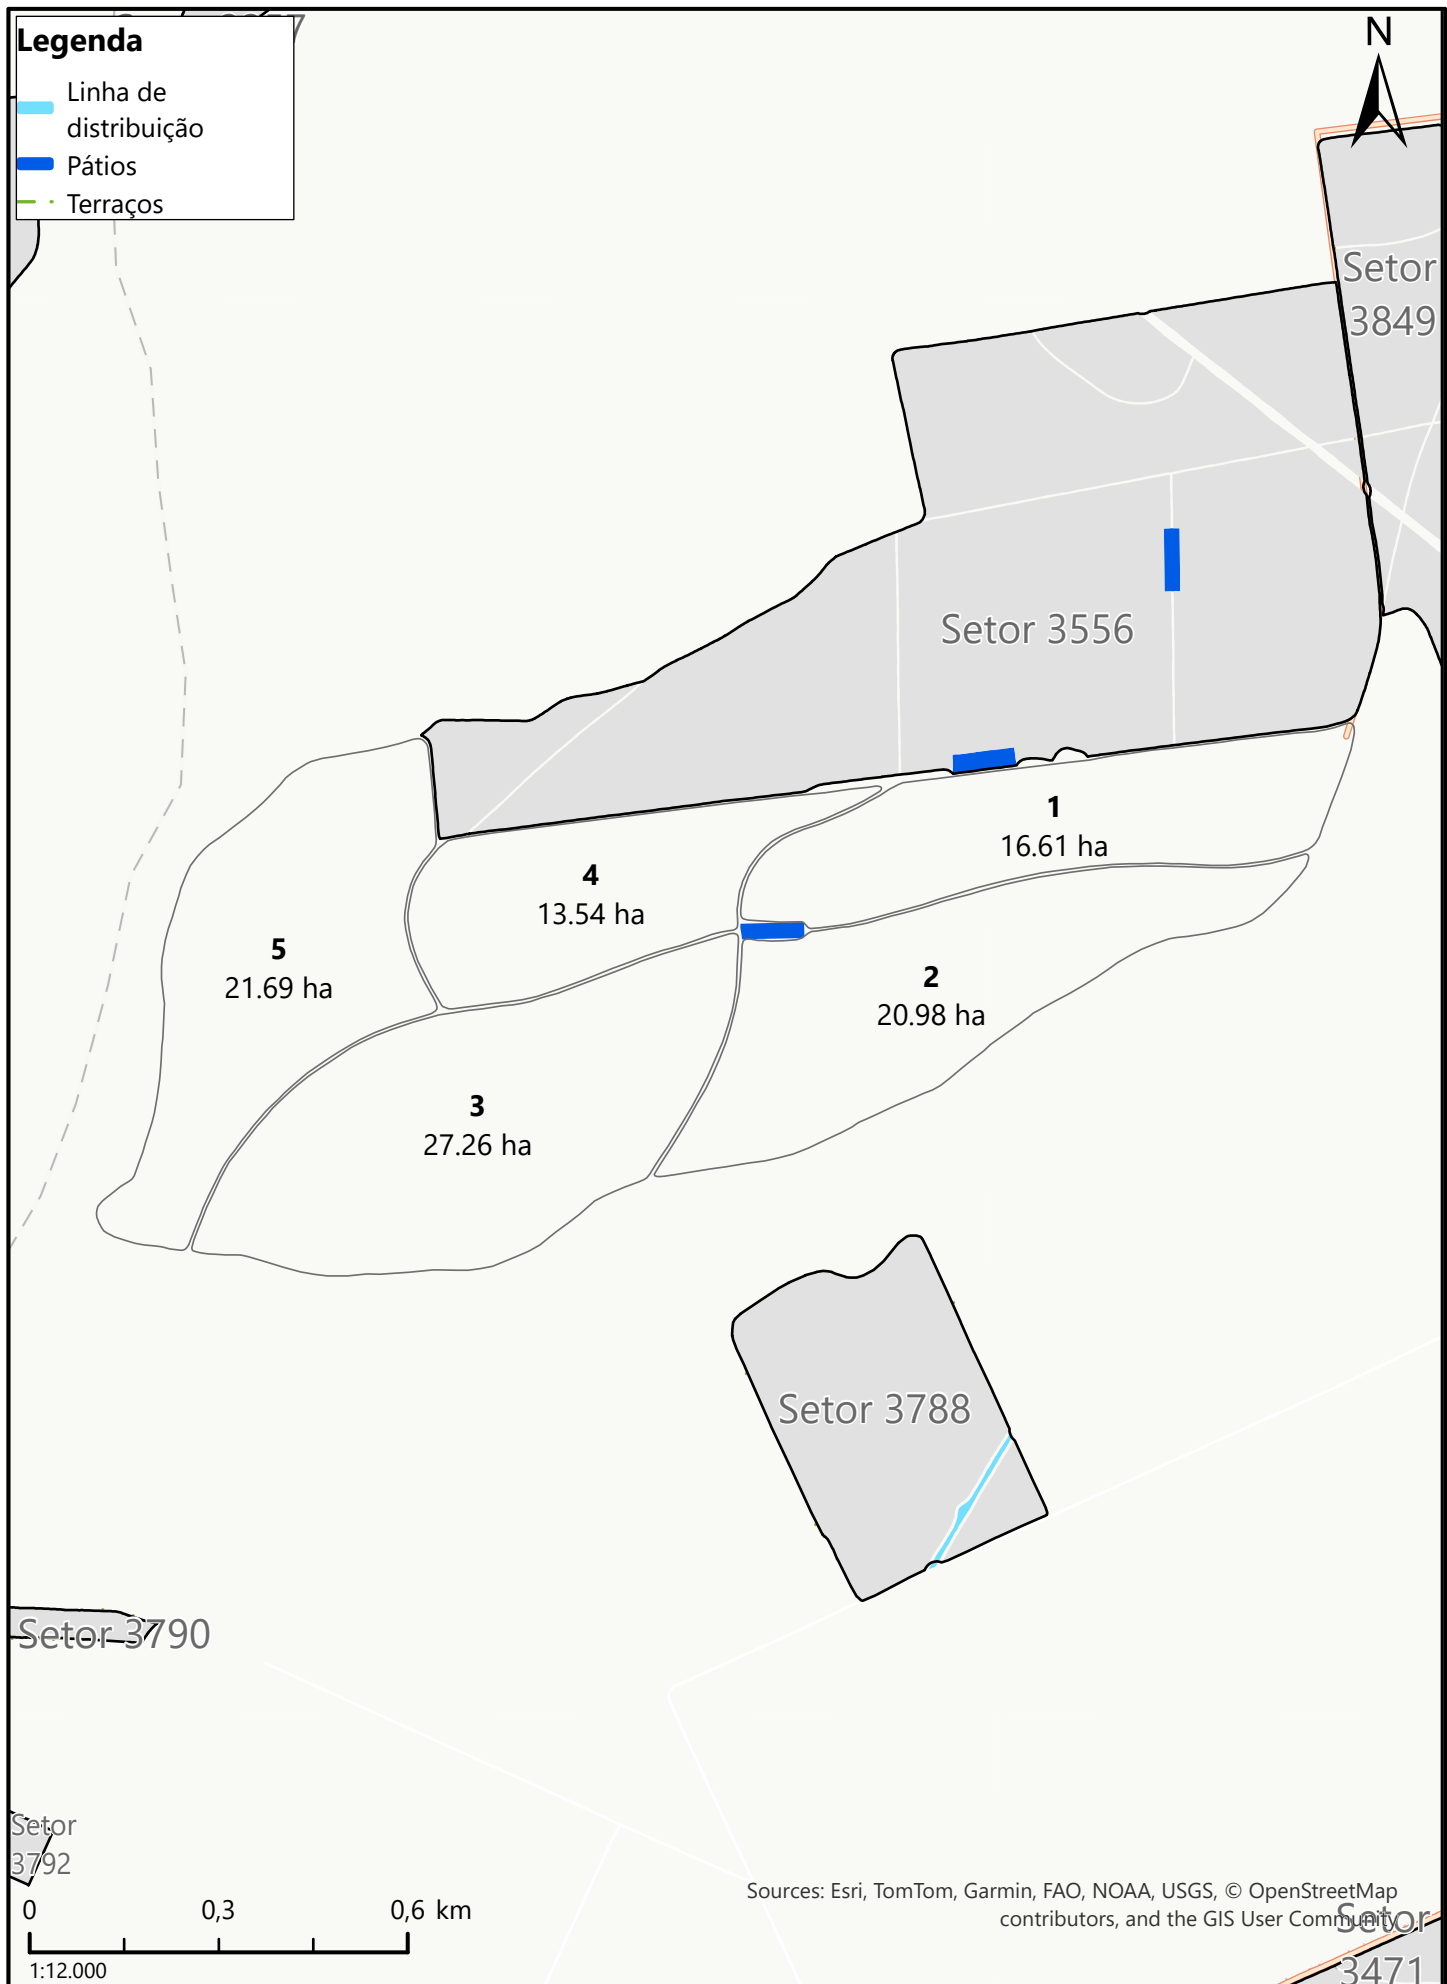 Legenda
Linha de
distribuição
Pátios
Terraços
N
Setor
3849
Setor 3556
1
16.61 ha
4
13.54 ha
5
21.69 ha
2
20.98 ha
3
27.26 ha
Setor 3788
Setor 3790
Setor
3792
0 0,3 0,6 km
1:12.000
Sources: Esri, TomTom, Garmin, FAO, NOAA, USGS, © OpenStreetMap
contributors, and the GIS User Community
Setor
3471